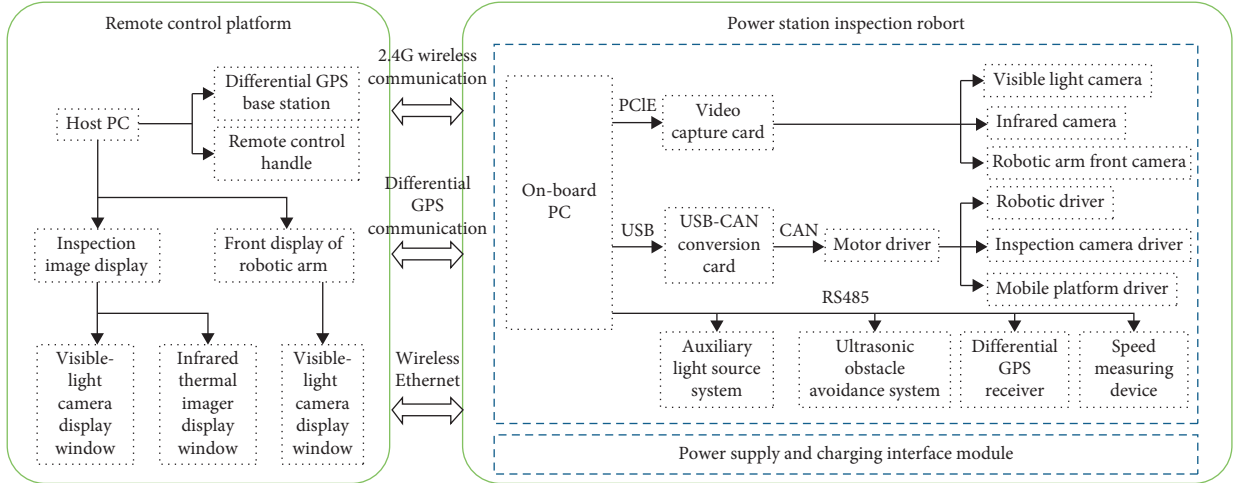 Remote control platform
Host PC
Differential GPS
base station
Remote control
handle
Inspection
image display
Front display of
robotic arm
Visible-
light
camera
display
window
Infrared
thermal
imager
display
window
Visible-
light
camera
display
window
2.4G wireless
communication
Differential
GPS
communication
Wireless
Ethernet
Power station inspection robort
On-board
PC
PClE
Video
capture card
Visible light camera
Infrared camera
Robotic arm front camera
USB
USB-CAN
conversion
card
CAN
Motor driver
Robotic driver
Inspection camera driver
Mobile platform driver
RS485
Auxiliary
light source
system
Ultrasonic
obstacle
avoidance system
Differential
GPS
receiver
Speed
measuring
device
Power supply and charging interface module